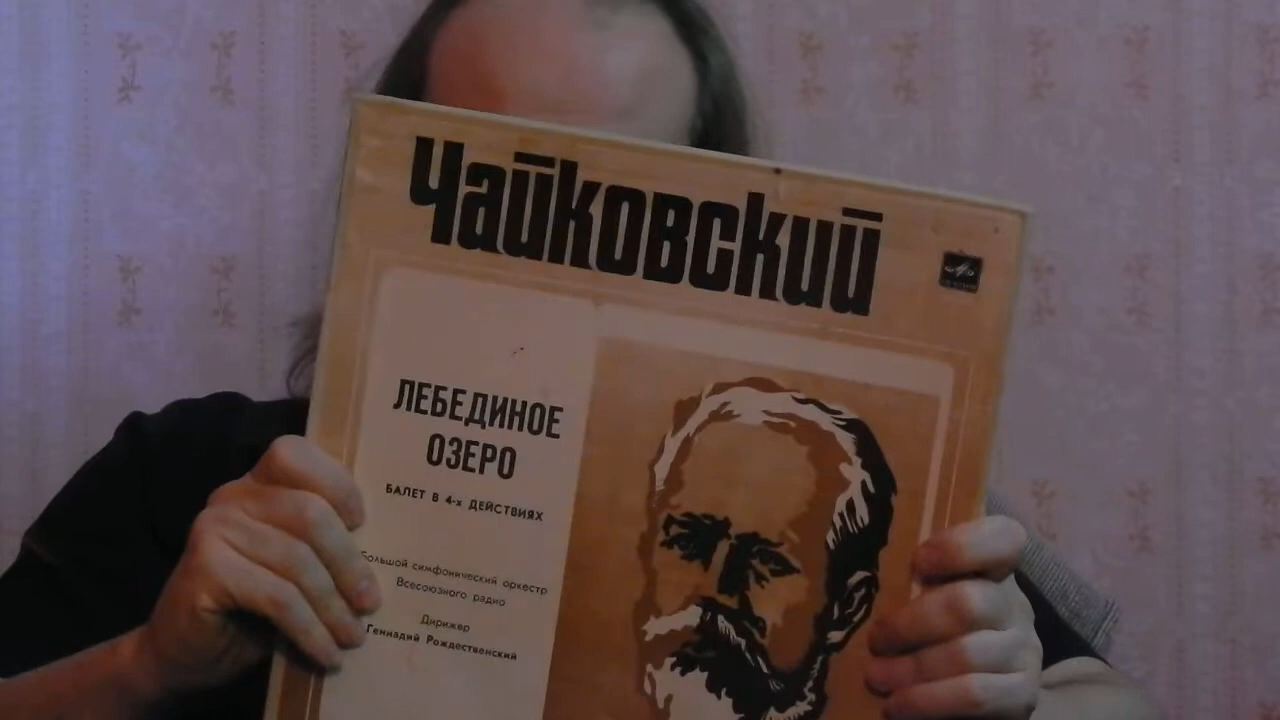 Чайковский
ЛЕБЕДИНОЕ
ОЗЕРО
БАЛЕТ В 4-х ДЕЙСТВИЯХ
Большой симфонический оркестр
Всесоюзного радио
Дирижер
Геннадий Рождественский